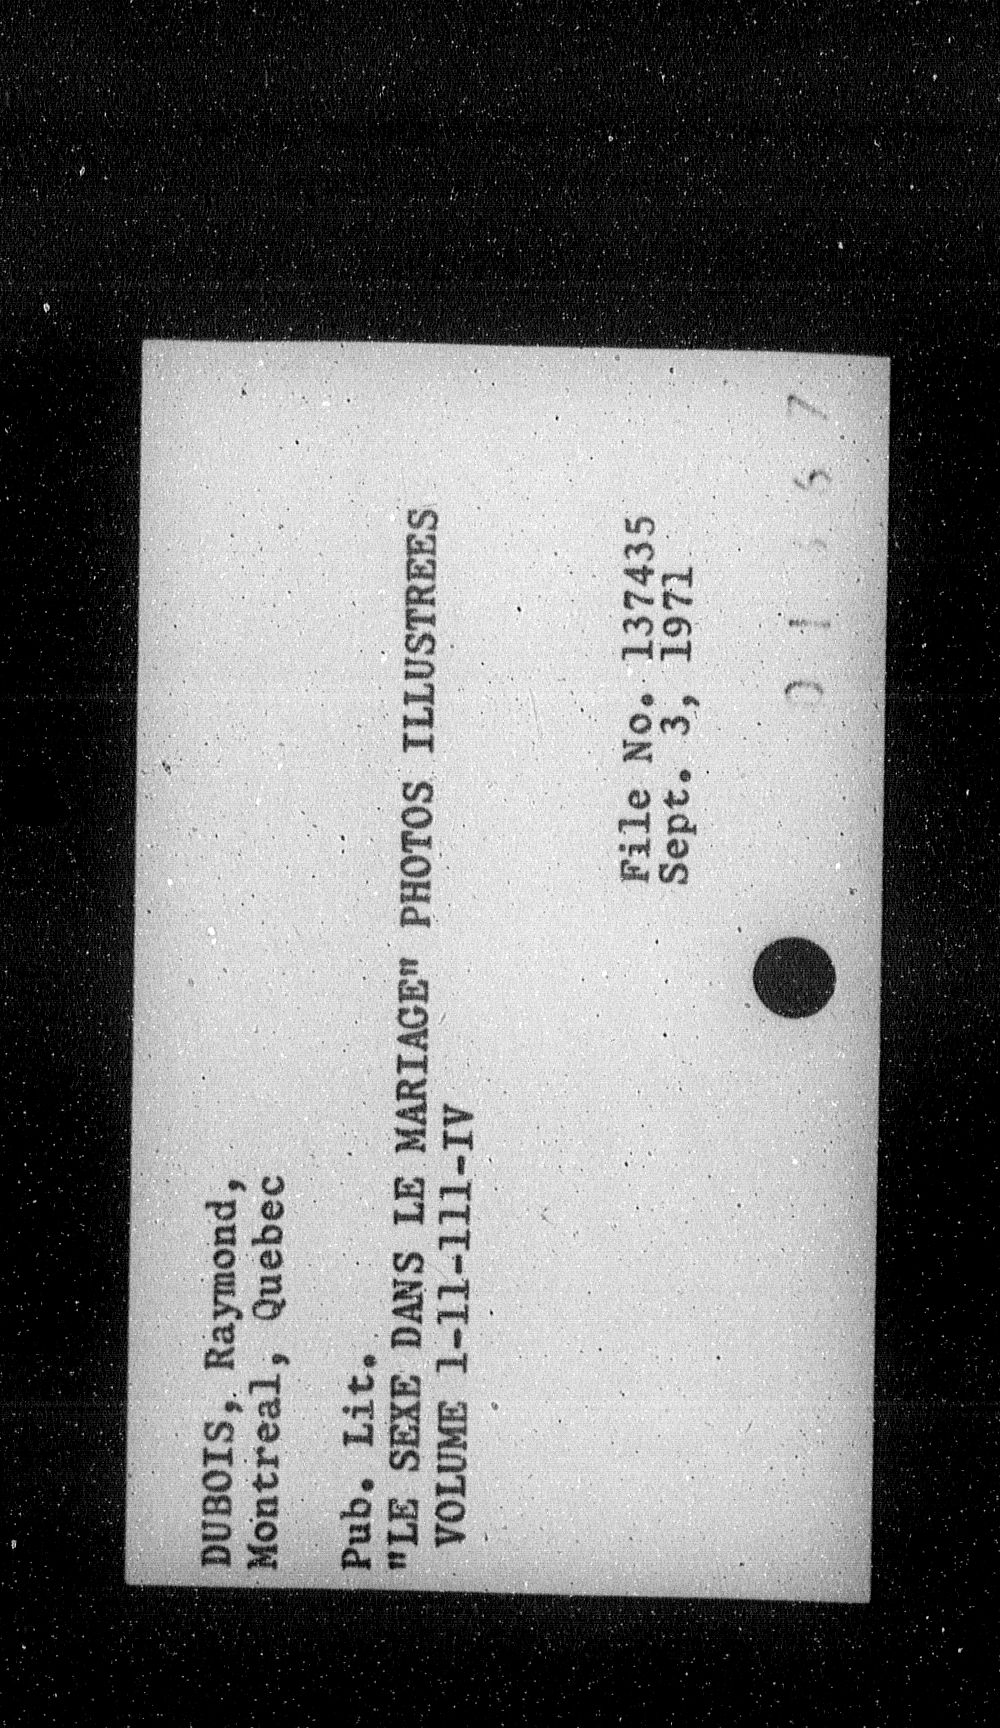 DUBOIS, Raymond,
Montreal, Quebec
Pub. Lit.
"LE SEXE DANS LE MARIAGE" PHOTOS ILLUSTREES
VOLUME 1-11-111-IV
File No. 137435
Sept. 3, 1971